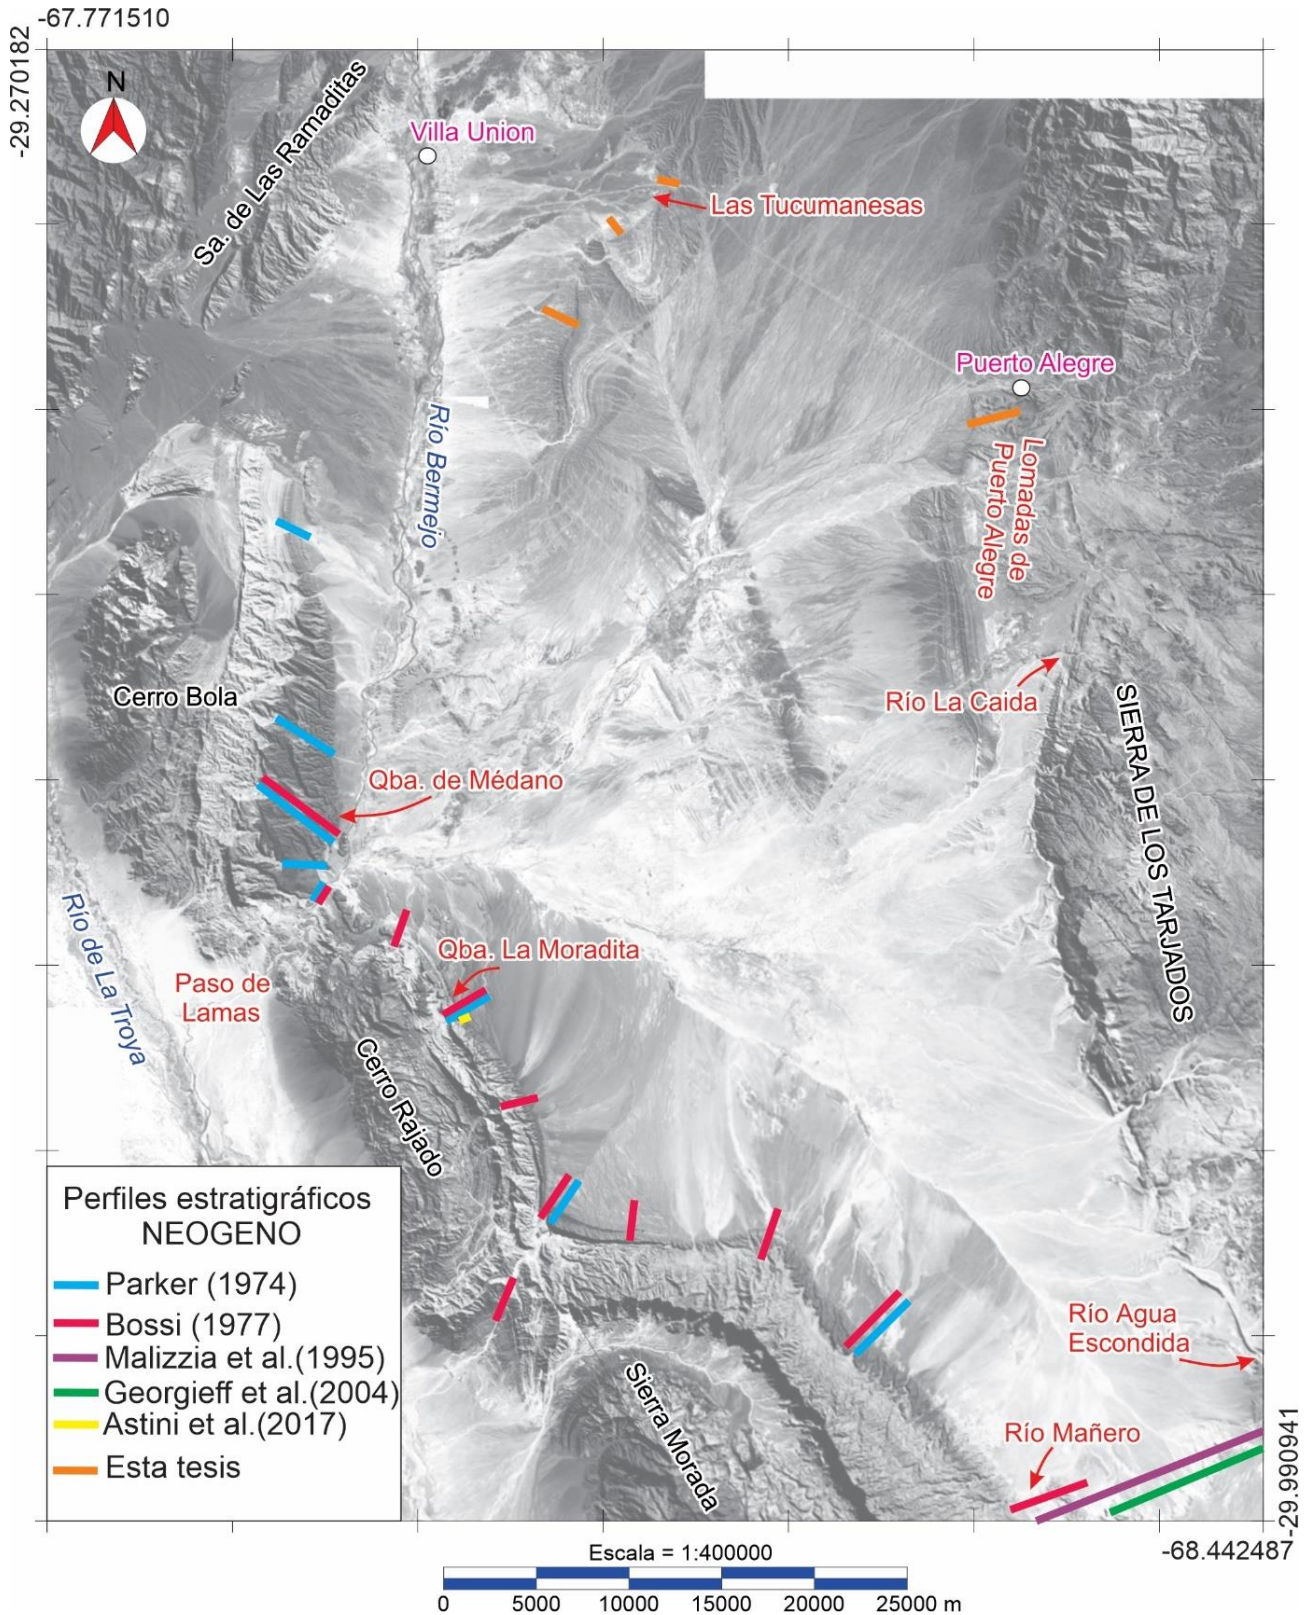 -67.771510
-29.270182
N
Sa. de Las Ramaditas
Villa Union
Las Tucumanesas
Puerto Alegre
Río Bermejo
Lomadas de
Puerto Alegre
Cerro Bola
Río La Caida
SIERRA DE LOS TARJADOS
Qba. de Médano
Río de La Troya
Paso de
Lamas
Qba. La Moradita
Cerro Rajado
Perfiles estratigráficos
NEOGENO
Parker (1974)
Bossi (1977)
Malizzia et al.(1995)
Georgieff et al.(2004)
Astini et al.(2017)
Esta tesis
Sierra Morada
Río Agua
Escondida
Río Mañero
-29.990941
-68.442487
Escala = 1:400000
0 5000 10000 15000 20000 25000 m